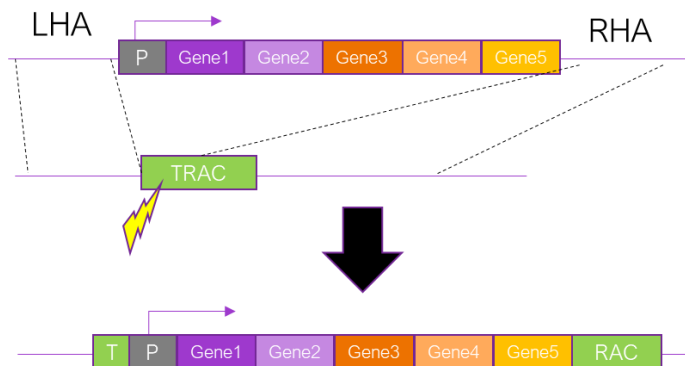 LHA
RHA
P Gene1 Gene2 Gene3 Gene4 Gene5
TRAC
T P Gene1 Gene2 Gene3 Gene4 Gene5 RAC